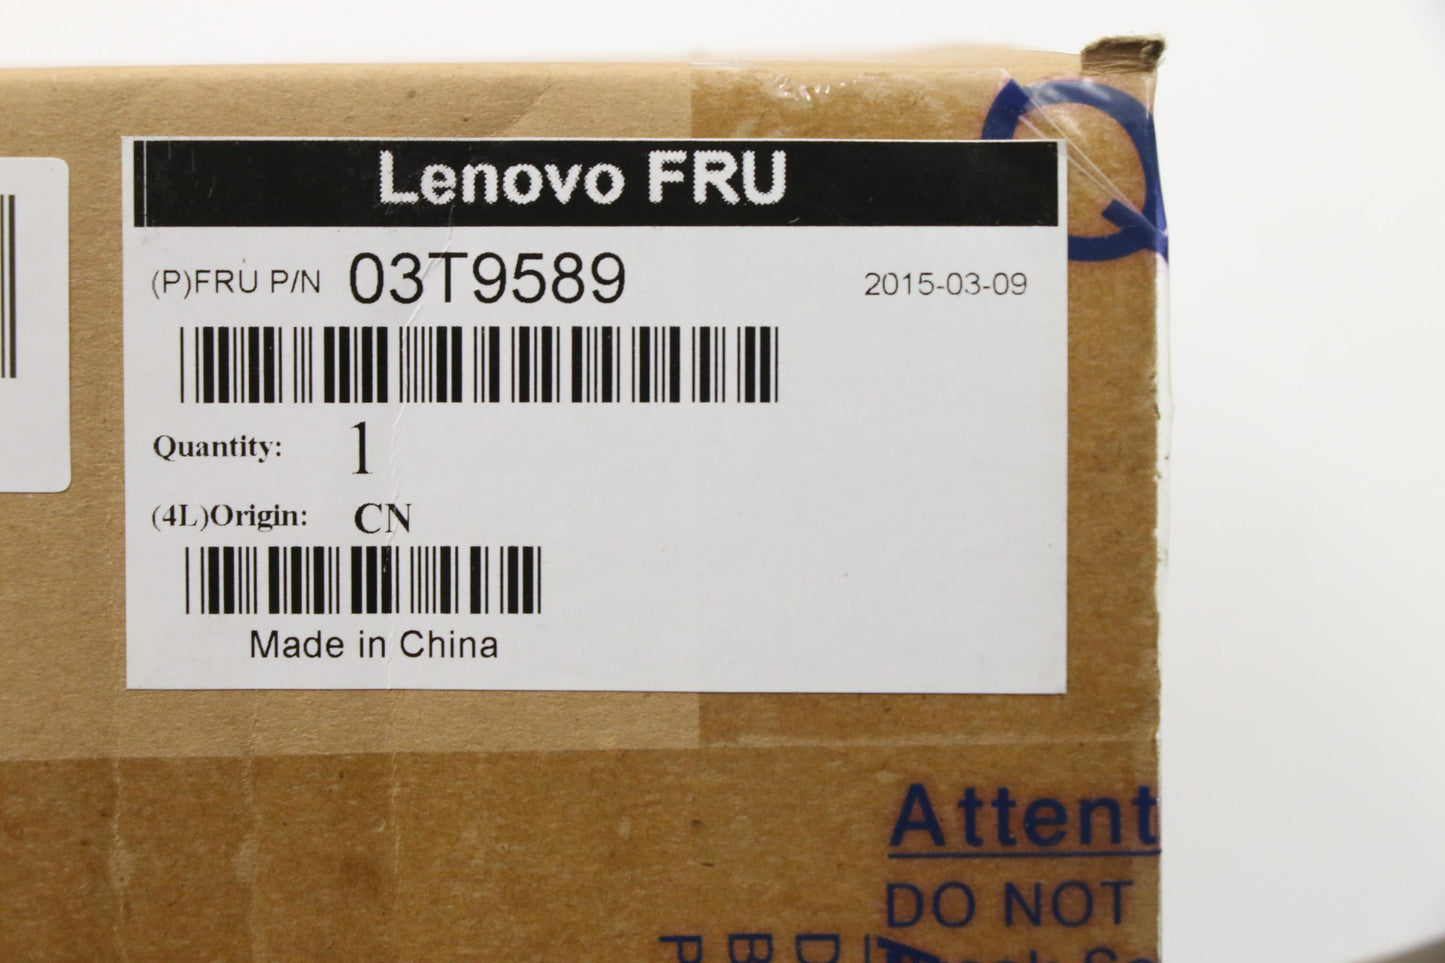 Lenovo FRU
(P)FRU P/N 03T9589
2015-03-09
Quantity: 1
(4L)Origin: CN
Made in China
Attent
DO NOT